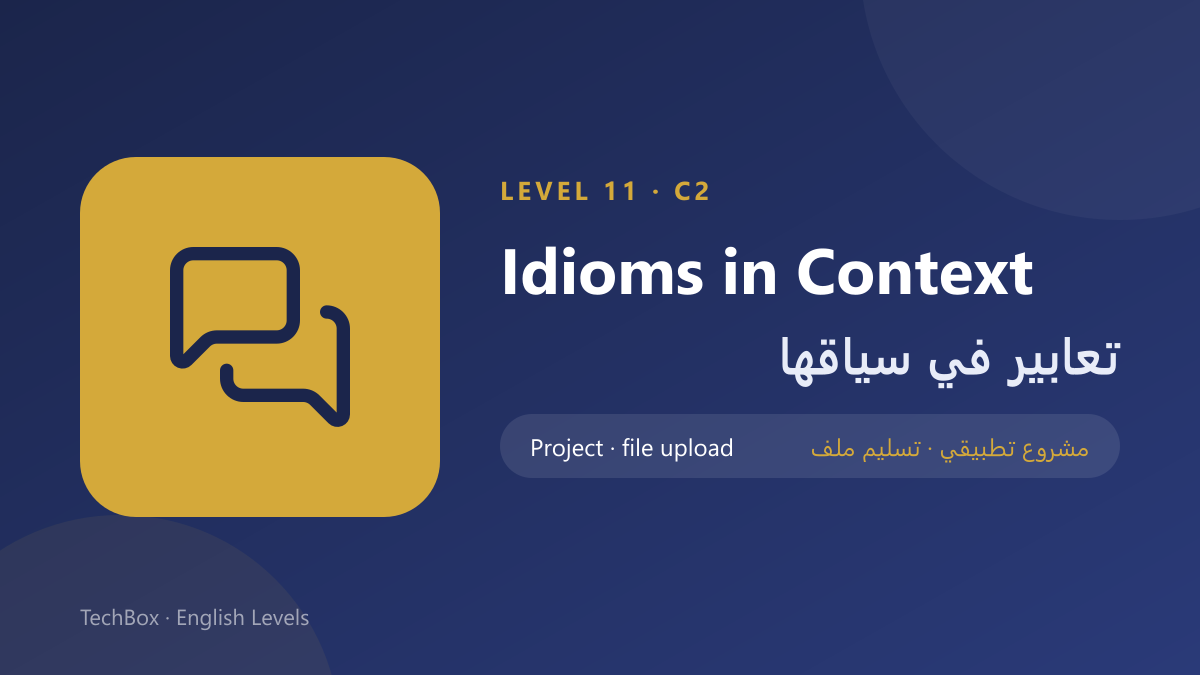 LEVEL 11 · C2
Idioms in Context
تعابير في سياقها
Project · file upload
مشروع تطبيقي · تسليم ملف
TechBox · English Levels